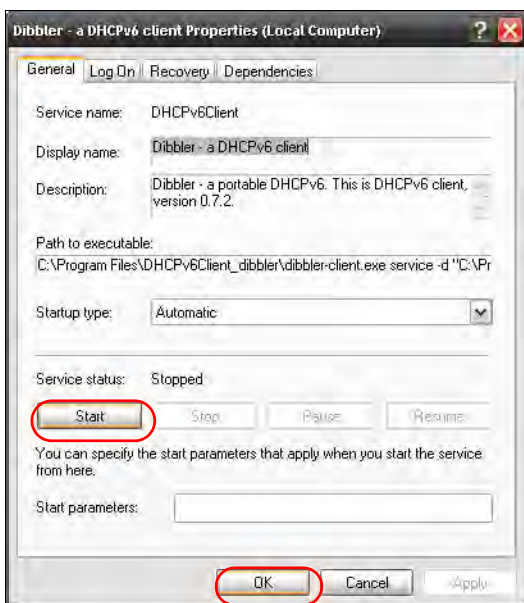 Dibbler - a DHCPv6 client Properties (Local Computer)
General Log On Recovery Dependencies
Service name: DHCPv6Client
Display name: Dibbler - a DHCPv6 client
Description: Dibbler - a portable DHCPv6. This is DHCPv6 client,
version 0.7.2.
Path to executable:
C:\Program Files\DHCPv6Client_dibbler\dibbler-client.exe service -d "C:\Pr
Startup type: Automatic
Service status: Stopped
Start Stop Pause Resume
You can specify the start parameters that apply when you start the service
from here.
Start parameters:
OK Cancel Apply